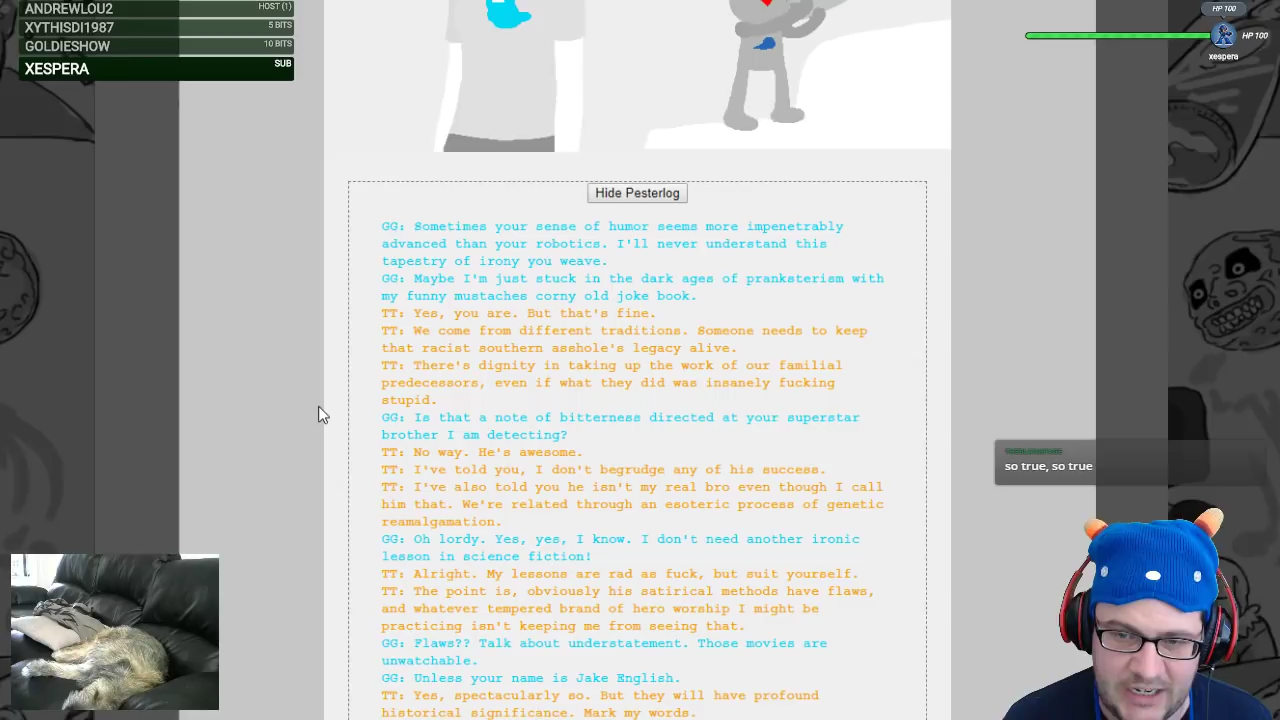 ANDREWLOU2 HOST (1)
XYTHISDI1987 5 BITS
GOLDIESHOW 10 BITS
XESPERA SUB
HP 100
HP 100
xespera
Hide Pesterlog
GG: Sometimes your sense of humor seems more impenetrably
advanced than your robotics. I'll never understand this
tapestry of irony you weave.
GG: Maybe I'm just stuck in the dark ages of pranksterism with
my funny mustaches corny old joke book.
TT: Yes, you are. But that's fine.
TT: We come from different traditions. Someone needs to keep
that racist southern asshole's legacy alive.
TT: There's dignity in taking up the work of our familial
predecessors, even if what they did was insanely fucking
stupid.
GG: Is that a note of bitterness directed at your superstar
brother I am detecting?
TT: No way. He's awesome.
TT: I've told you, I don't begrudge any of his success.
TT: I've also told you he isn't my real bro even though I call
him that. We're related through an esoteric process of genetic
reamalgamation.
GG: Oh lordy. Yes, yes, I know. I don't need another ironic
lesson in science fiction!
TT: Alright. My lessons are rad as fuck, but suit yourself.
TT: The point is, obviously his satirical methods have flaws,
and whatever tempered brand of hero worship I might be
practicing isn't keeping me from seeing that.
GG: Flaws?? Talk about understatement. Those movies are
unwatchable.
GG: Unless your name is Jake English.
TT: Yes, spectacularly so. But they will have profound
historical significance. Mark my words.
so true, so true